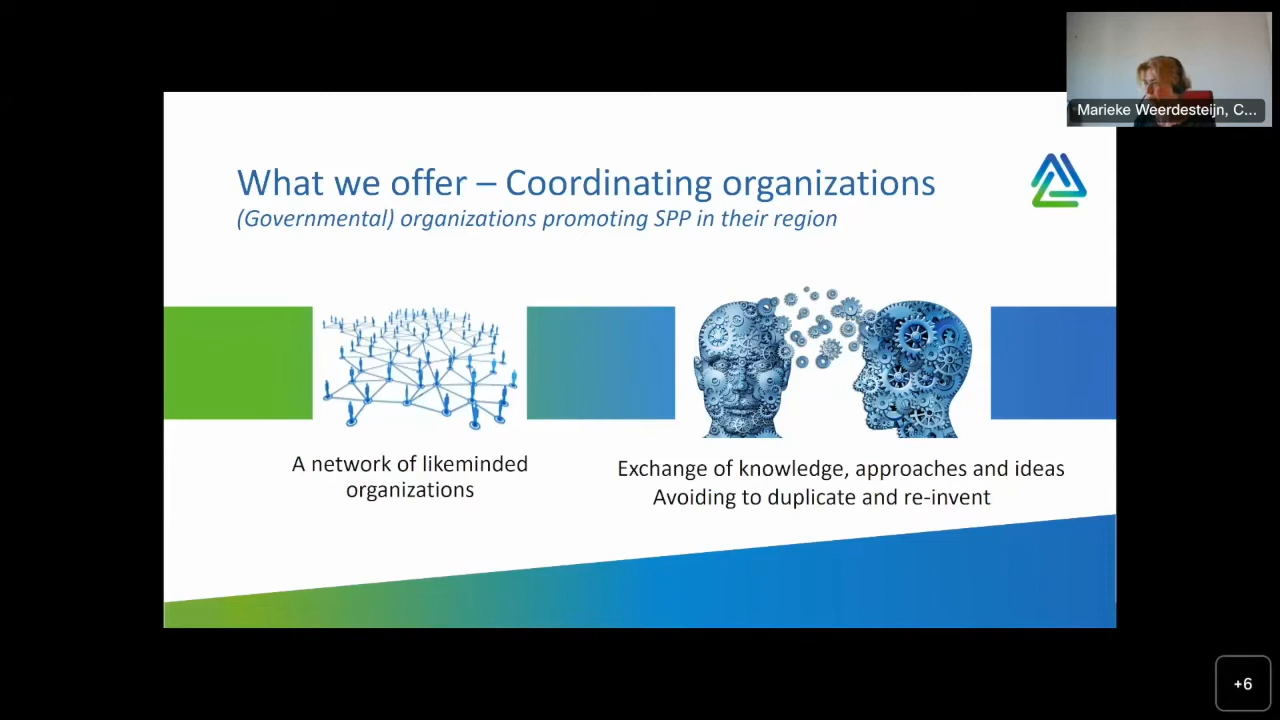 Marieke Weerdesteijn, C...
What we offer – Coordinating organizations
(Governmental) organizations promoting SPP in their region
A network of likeminded
organizations
Exchange of knowledge, approaches and ideas
Avoiding to duplicate and re-invent
+6